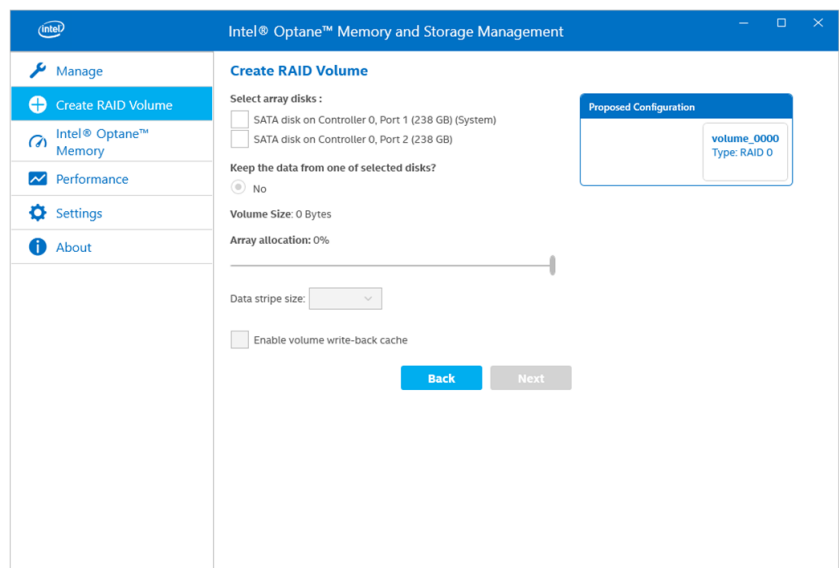 intel
Intel® Optane™ Memory and Storage Management
Manage
Create RAID Volume
Intel® Optane™
Memory
Performance
Settings
About
Create RAID Volume
Select array disks :
SATA disk on Controller 0, Port 1 (238 GB) (System)
SATA disk on Controller 0, Port 2 (238 GB)
Keep the data from one of selected disks?
No
Volume Size: 0 Bytes
Array allocation: 0%
Data stripe size:
Enable volume write-back cache
Back
Next
Proposed Configuration
volume_0000
Type: RAID 0